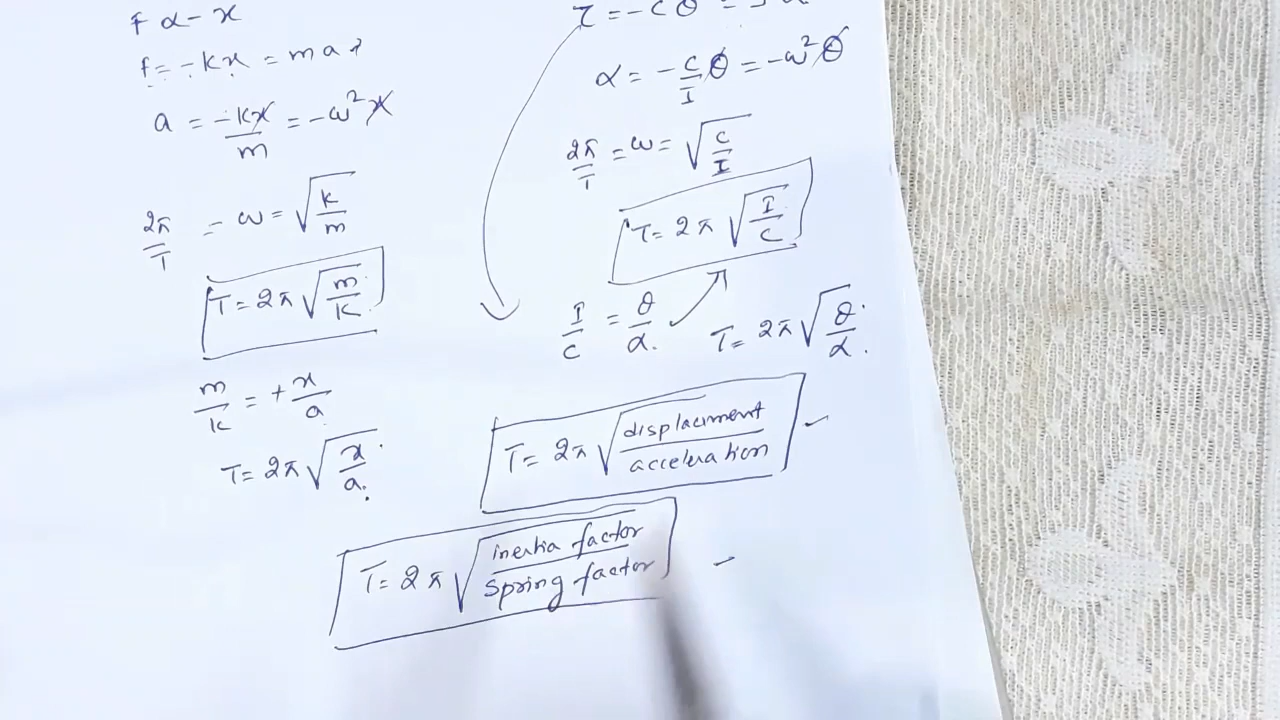 F α - x
f = - kx = ma
a = -kx/m = -ω²x
2π/T = ω = √(k/m)
T = 2π √(m/k)
m/k = + x/a
T = 2π √(x/a)
τ = - cθ =
α = - c/I θ = -ω²θ
2π/T = ω = √(c/I)
T = 2π √(I/c)
I/c = θ/α
T = 2π √(θ/α)
T = 2π √(displacement/acceleration)
T = 2π √(inertia factor/spring factor)